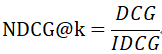 NDCG@k = DCG / IDCG